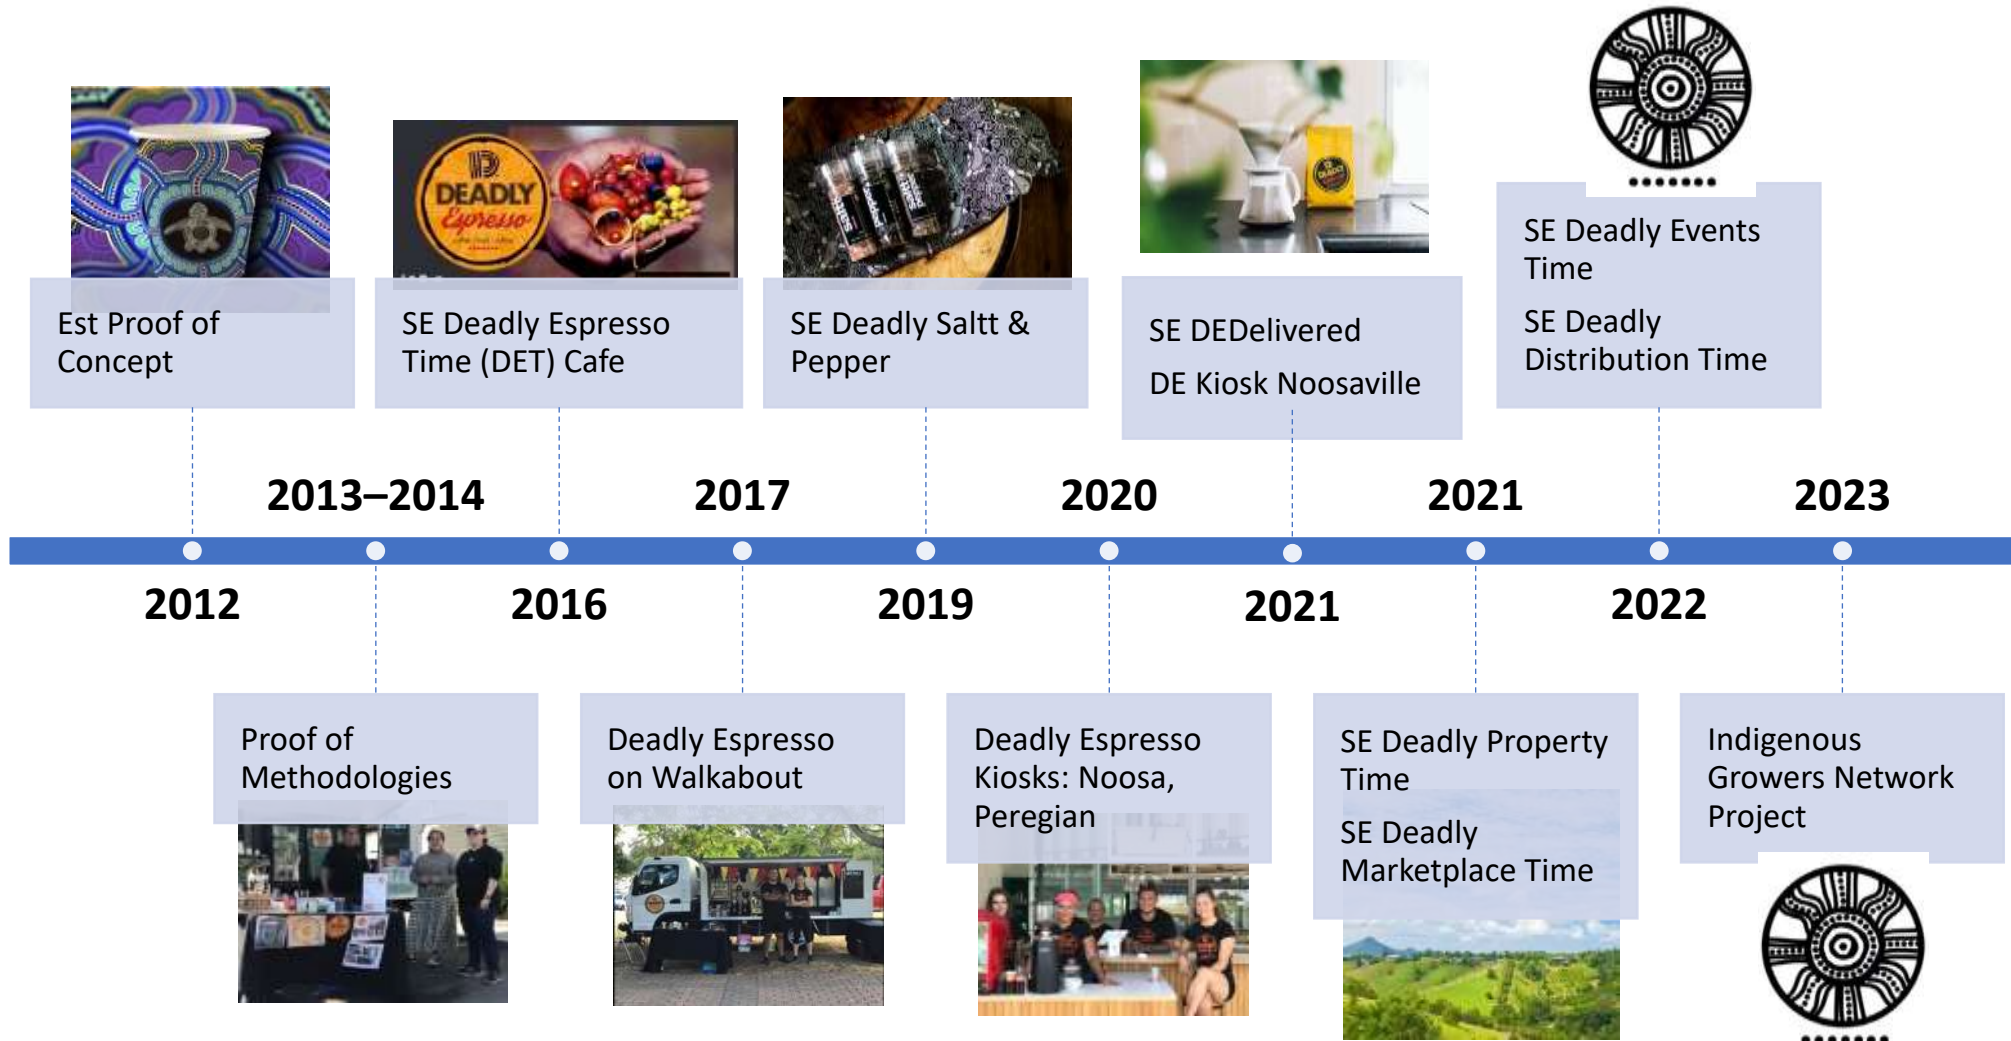 Est Proof of
Concept
DEADLY
Espresso
SE Deadly Espresso
Time (DET) Cafe
SE Deadly Saltt &
Pepper
DEADLY
SE DEDelivered
DE Kiosk Noosaville
SE Deadly Events
Time
SE Deadly
Distribution Time
2013–2014
2017
2020
2021
2023
2012
2016
2019
2021
2022
Proof of
Methodologies
Deadly Espresso
on Walkabout
Deadly Espresso
Kiosks: Noosa,
Peregian
SE Deadly Property
Time
SE Deadly
Marketplace Time
Indigenous
Growers Network
Project